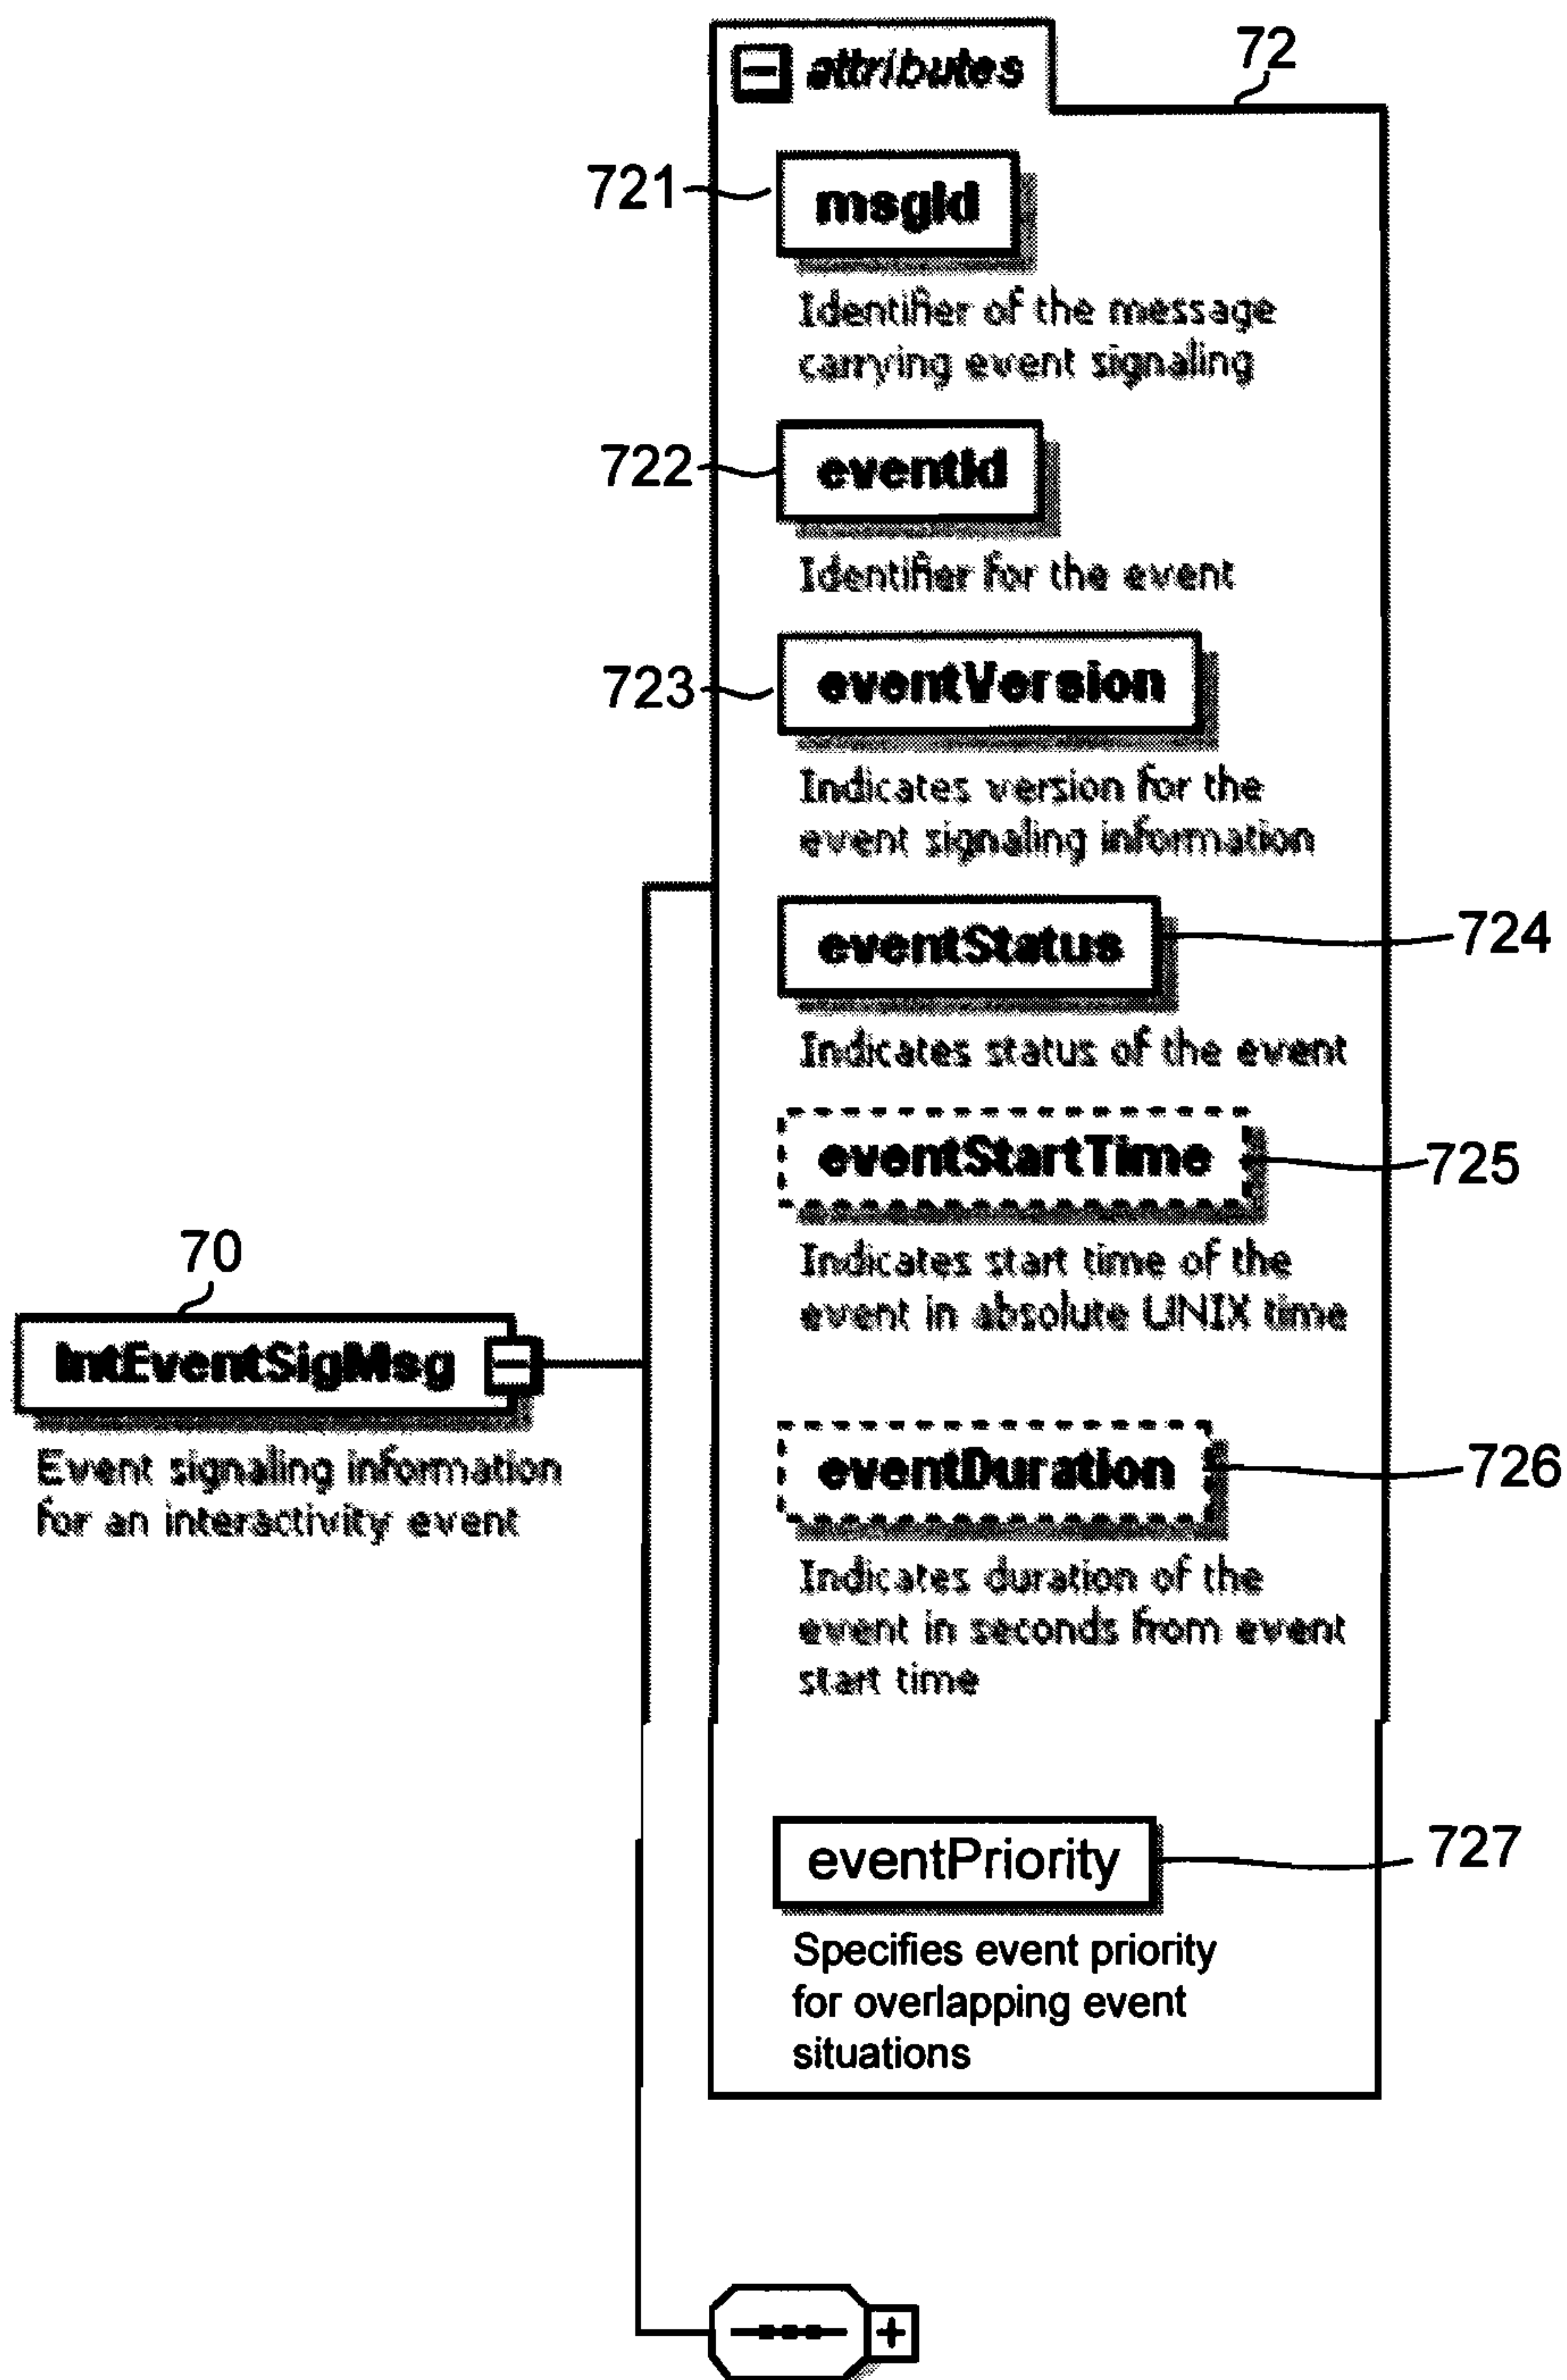 72
attributes
721
msgId
Identifier of the message
carrying event signaling
722
eventId
Identifier for the event
723
eventVersion
Indicates version for the
event signaling information
eventStatus
724
Indicates status of the event
eventStartTime
725
Indicates start time of the
event in absolute UNIX time
70
IntEventSigMsg
Event signaling information
for an interactivity event
eventDuration
726
Indicates duration of the
event in seconds from event
start time
eventPriority
727
Specifies event priority
for overlapping event
situations